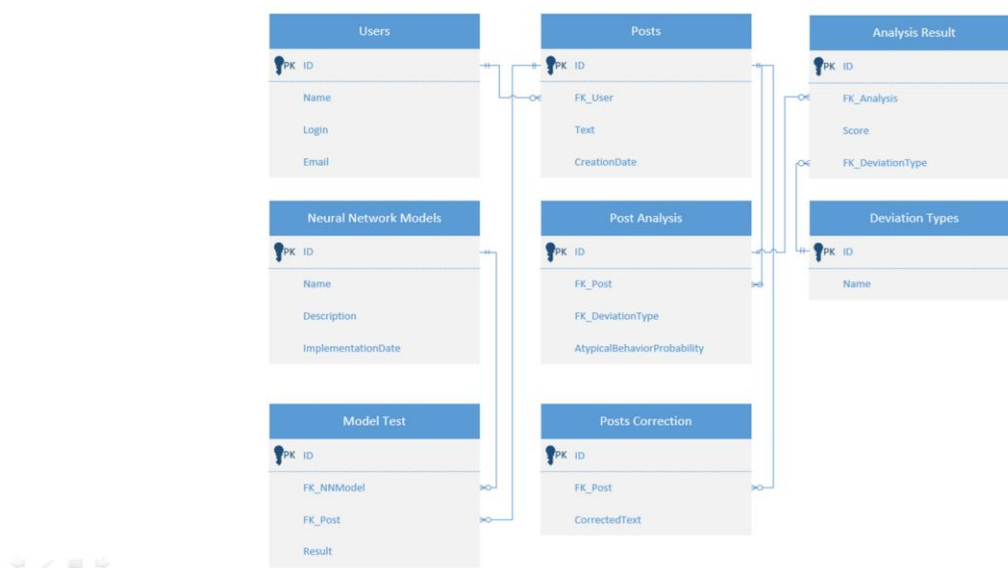 Users
PK ID
Name
Login
Email
Posts
PK ID
FK_User
Text
CreationDate
Analysis Result
PK ID
FK_Analysis
Score
FK_DeviationType
Neural Network Models
PK ID
Name
Description
ImplementationDate
Post Analysis
PK ID
FK_Post
FK_DeviationType
AtypicalBehaviorProbability
Deviation Types
PK ID
Name
Model Test
PK ID
FK_NNModel
FK_Post
Result
Posts Correction
PK ID
FK_Post
CorrectedText